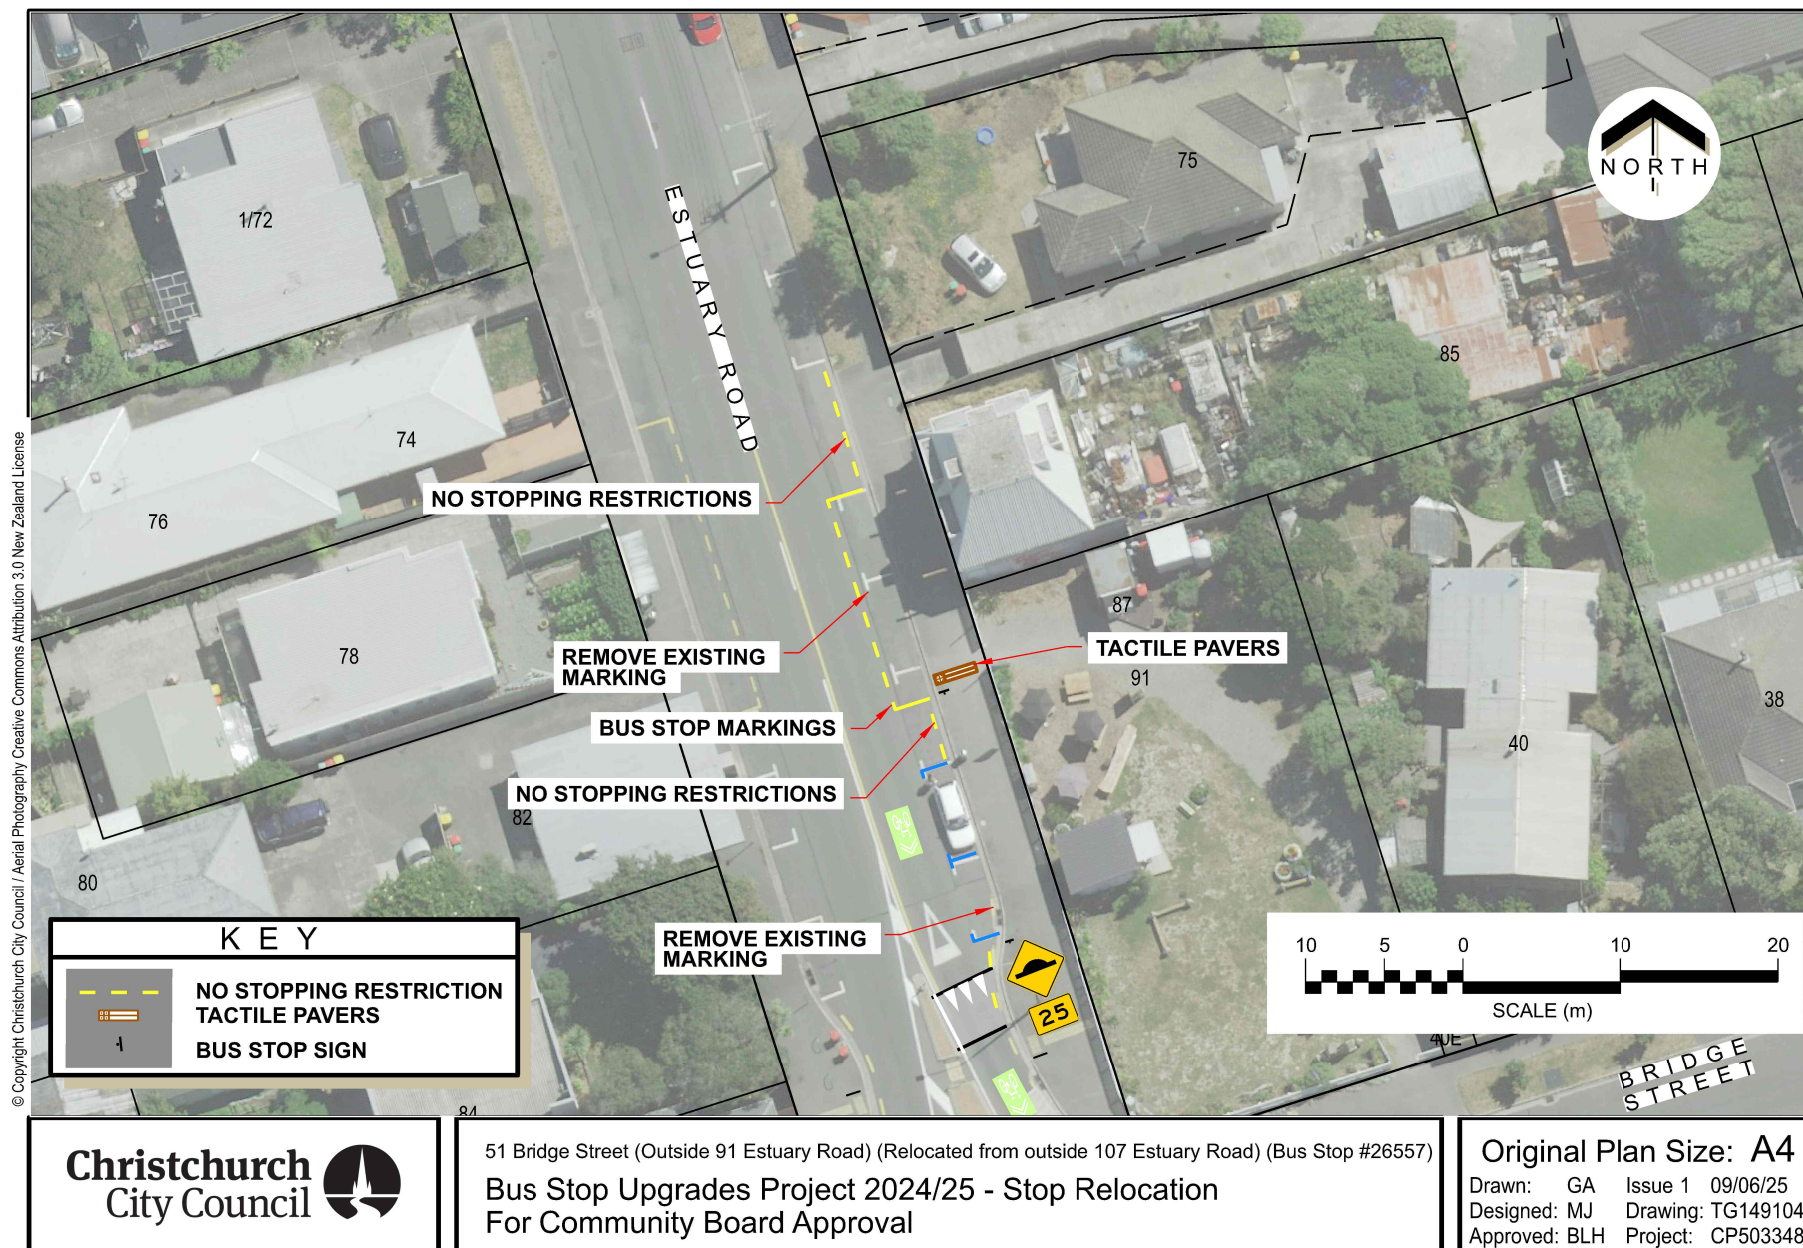 NORTH
75
1/72
ESTUARY ROAD
85
74
NO STOPPING RESTRICTIONS
76
87
REMOVE EXISTING
MARKING
TACTILE PAVERS
78
91
38
BUS STOP MARKINGS
40
NO STOPPING RESTRICTIONS
82
80
REMOVE EXISTING
MARKING
25
KEY
NO STOPPING RESTRICTION
TACTILE PAVERS
BUS STOP SIGN
10 5 0 10 20
SCALE (m)
40E
BRIDGE
STREET
84
© Copyright Christchurch City Council / Aerial Photography Creative Commons Attribution 3.0 New Zealand License
Christchurch
City Council
51 Bridge Street (Outside 91 Estuary Road) (Relocated from outside 107 Estuary Road) (Bus Stop #26557)
Bus Stop Upgrades Project 2024/25 - Stop Relocation
For Community Board Approval
Original Plan Size: A4
Drawn: GA Issue 1 09/06/25
Designed: MJ Drawing: TG149104
Approved: BLH Project: CP503348